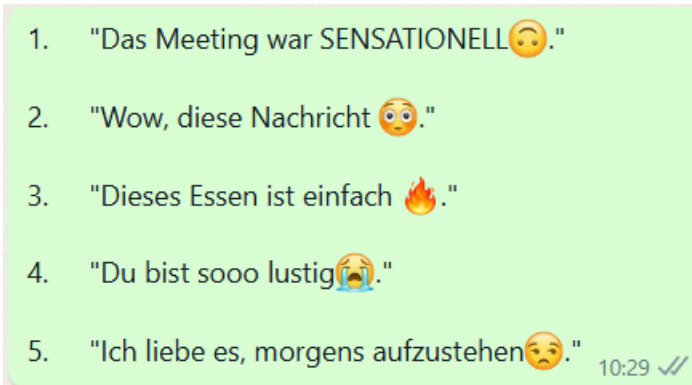 1. "Das Meeting war SENSATIONELL🙃."
2. "Wow, diese Nachricht 😳."
3. "Dieses Essen ist einfach 🔥."
4. "Du bist sooo lustig😭."
5. "Ich liebe es, morgens aufzustehen😒."
10:29